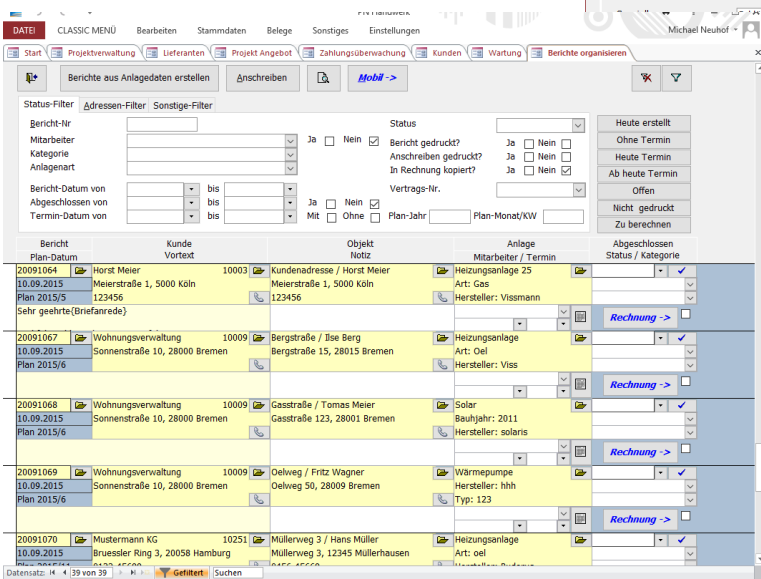 PN Handwerk
DATEI CLASSIC MENÜ Bearbeiten Stammdaten Belege Sonstiges Einstellungen Michael Neuhof
Start Projektverwaltung Lieferanten Projekt Angebot Zahlungsüberwachung Kunden Wartung Berichte organisieren
Berichte aus Anlagedaten erstellen Anschreiben Mobil ->
Status-Filter Adressen-Filter Sonstige-Filter
Bericht-Nr Status Heute erstellt
Mitarbeiter Ja Nein Bericht gedruckt? Ja Nein Ohne Termin
Kategorie Anschreiben gedruckt? Ja Nein Heute Termin
Anlagenart In Rechnung kopiert? Ja Nein Ab heute Termin
Bericht-Datum von bis Vertrags-Nr. Offen
Abgeschlossen von bis Ja Nein Nicht gedruckt
Termin-Datum von bis Mit Ohne Plan-Jahr Plan-Monat/KW Zu berechnen
Bericht Kunde Objekt Anlage Abgeschlossen
Plan-Datum Vortext Notiz Mitarbeiter / Termin Status / Kategorie
20091064 Horst Meier 10003 Kundenadresse / Horst Meier Heizungsanlage 25
10.09.2015 Meierstraße 1, 5000 Köln Meierstraße 1, 5000 Köln Art: Gas
Plan 2015/5 123456 123456 Hersteller: Vissmann
Sehr geehrte{Briefanrede} Rechnung ->
20091067 Wohnungsverwaltung 10009 Bergstraße / Ilse Berg Heizungsanlage
10.09.2015 Sonnenstraße 10, 28000 Bremen Bergstraße 15, 28015 Bremen Art: Oel
Plan 2015/6 Hersteller: Viss
Rechnung ->
20091068 Wohnungsverwaltung 10009 Gasstraße / Tomas Meier Solar
10.09.2015 Sonnenstraße 10, 28000 Bremen Gasstraße 123, 28001 Bremen Bauhjahr: 2011
Plan 2015/6 Hersteller: solaris
Rechnung ->
20091069 Wohnungsverwaltung 10009 Oelweg / Fritz Wagner Wärmepumpe
10.09.2015 Sonnenstraße 10, 28000 Bremen Oelweg 50, 28009 Bremen Hersteller: hhh
Plan 2015/6 Typ: 123
Rechnung ->
20091070 Mustermann KG 10251 Müllerweg 3 / Hans Müller Heizungsanlage
10.09.2015 Bruessler Ring 3, 20058 Hamburg Müllerweg 3, 12345 Müllerhausen Art: oel
Datensatz: 39 von 39 Gefiltert Suchen